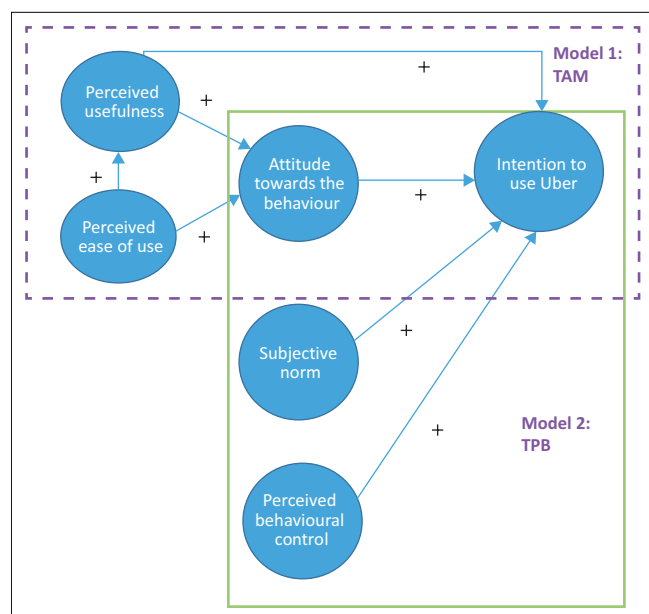 Model 1:
TAM
+
Perceived
usefulness
+
Attitude
towards the
behaviour
Intention to
use Uber
+
+
Perceived
ease of use
+
+
Subjective
norm
+
Model 2:
TPB
+
Perceived
behavioural
control